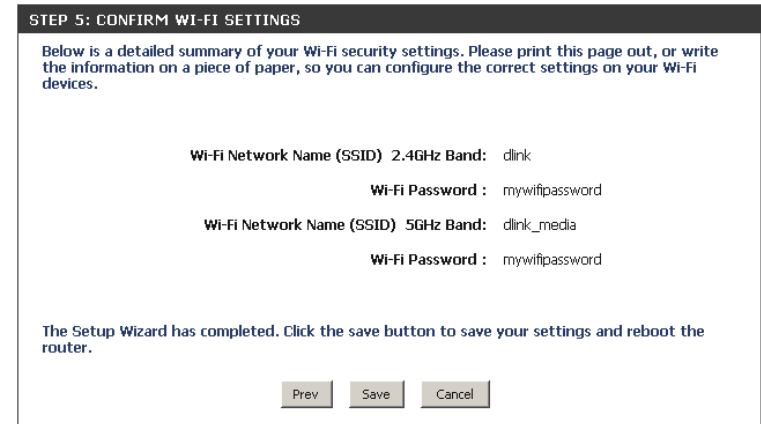 STEP 5: CONFIRM WI-FI SETTINGS
Below is a detailed summary of your Wi-Fi security settings. Please print this page out, or write
the information on a piece of paper, so you can configure the correct settings on your Wi-Fi
devices.
Wi-Fi Network Name (SSID) 2.4GHz Band: dlink
Wi-Fi Password : mywifipassword
Wi-Fi Network Name (SSID) 5GHz Band: dlink_media
Wi-Fi Password : mywifipassword
The Setup Wizard has completed. Click the save button to save your settings and reboot the
router.
Prev Save Cancel